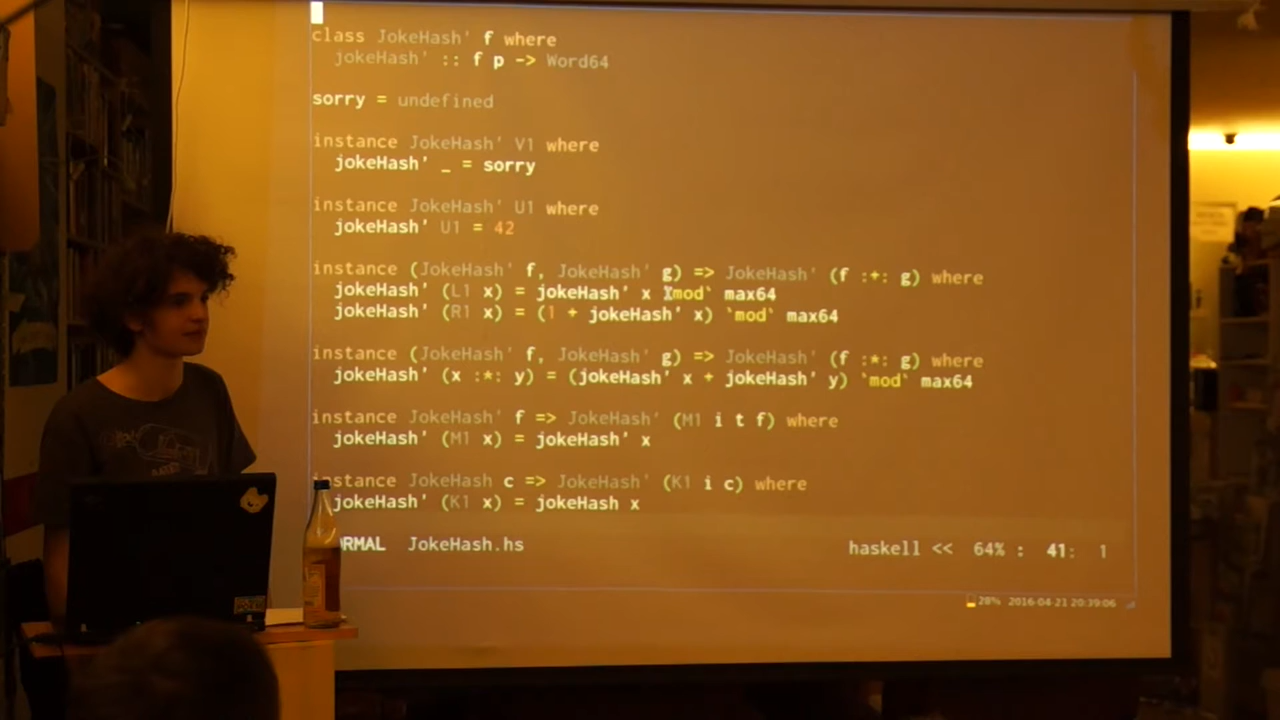 class JokeHash' f where
  jokeHash' :: f p -> Word64
sorry = undefined
instance JokeHash' V1 where
  jokeHash' _ = sorry
instance JokeHash' U1 where
  jokeHash' U1 = 42
instance (JokeHash' f, JokeHash' g) => JokeHash' (f :+: g) where
  jokeHash' (L1 x) = jokeHash' x `mod` max64
  jokeHash' (R1 x) = (1 + jokeHash' x) `mod` max64
instance (JokeHash' f, JokeHash' g) => JokeHash' (f :*: g) where
  jokeHash' (x :*: y) = (jokeHash' x + jokeHash' y) `mod` max64
instance JokeHash' f => JokeHash' (M1 i t f) where
  jokeHash' (M1 x) = jokeHash' x
instance JokeHash c => JokeHash' (K1 i c) where
  jokeHash' (K1 x) = jokeHash x
RMAL JokeHash.hs haskell << 64% : 41: 1
28% 2016-04-21 20:39:06